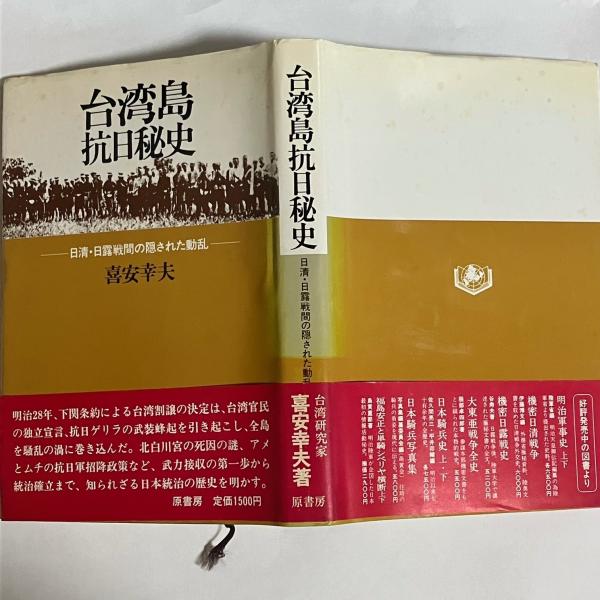 台湾島
抗日秘史
日清・日露戦間の隠された動乱
喜安幸夫
明治28年、下関条約による台湾割譲の決定は、台湾官民
の独立宣言、抗日ゲリラの武装蜂起を引き起こし、全島
を騒乱の渦に巻き込んだ。北白川宮の死因の謎、アメ
とムチの抗日軍招降政策など、武力接収の第一歩から
統治確立まで、知られざる日本統治の歴史を明かす。
原書房 定価1500円
台湾島抗日秘史
日清・日露戦間の隠された動乱
台湾研究家
喜安幸夫著
原書房
好評発売中の図書より
明治軍事史 上下
機密日清戦争
機密日露戦史
大東亜戦争全史
日本騎兵史 上・下
日本騎兵写真集
福島安正と単騎シベリヤ横断 上下